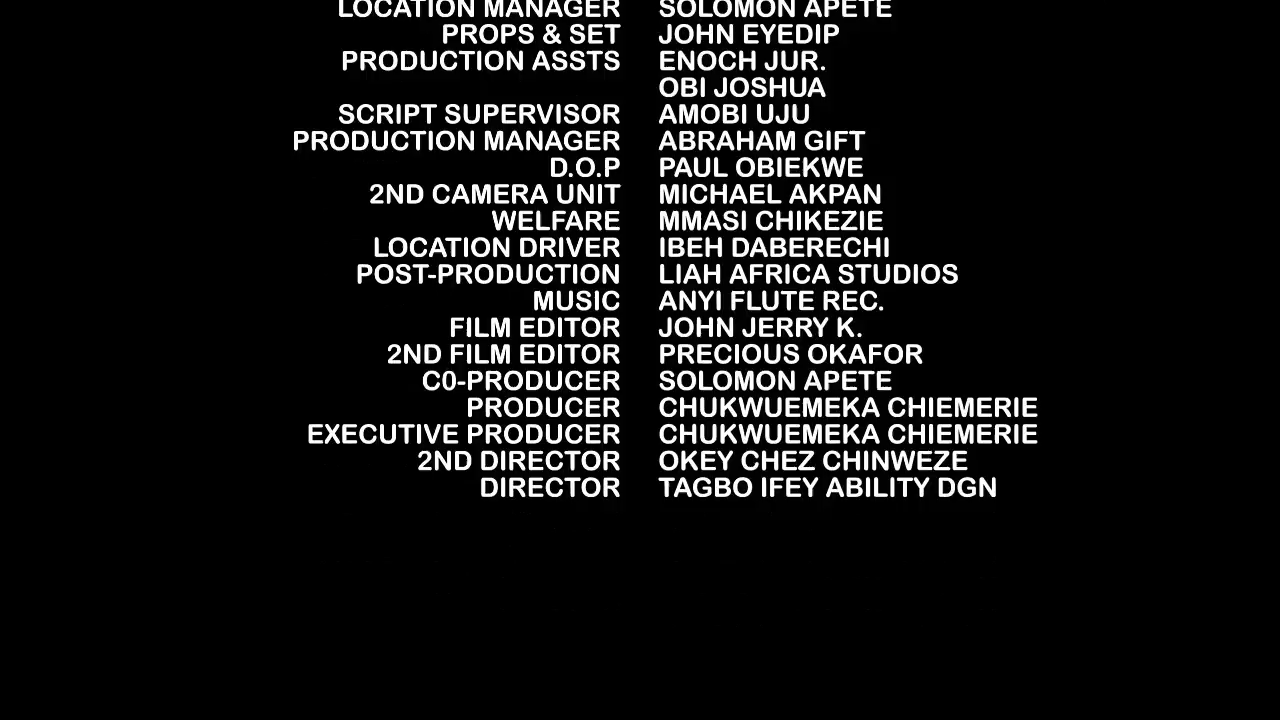 LOCATION MANAGER SOLOMON APETE
PROPS & SET JOHN EYEDIP
PRODUCTION ASSTS ENOCH JUR.
OBI JOSHUA
SCRIPT SUPERVISOR AMOBI UJU
PRODUCTION MANAGER ABRAHAM GIFT
D.O.P PAUL OBIEKWE
2ND CAMERA UNIT MICHAEL AKPAN
WELFARE MMASI CHIKEZIE
LOCATION DRIVER IBEH DABERECHI
POST-PRODUCTION LIAH AFRICA STUDIOS
MUSIC ANYI FLUTE REC.
FILM EDITOR JOHN JERRY K.
2ND FILM EDITOR PRECIOUS OKAFOR
C0-PRODUCER SOLOMON APETE
PRODUCER CHUKWUEMEKA CHIEMERIE
EXECUTIVE PRODUCER CHUKWUEMEKA CHIEMERIE
2ND DIRECTOR OKEY CHEZ CHINWEZE
DIRECTOR TAGBO IFEY ABILITY DGN